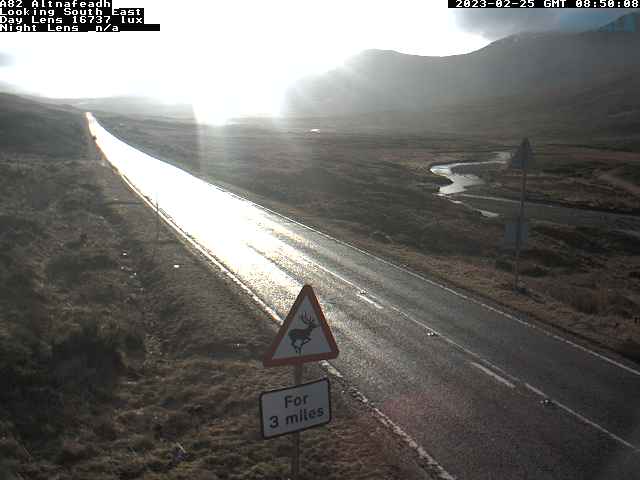 A82 Altnafeadh
Looking South East
Day Lens 16737 lux
Night Lens n/a
2023-02-25 GMT 08:50:08
For
3 miles